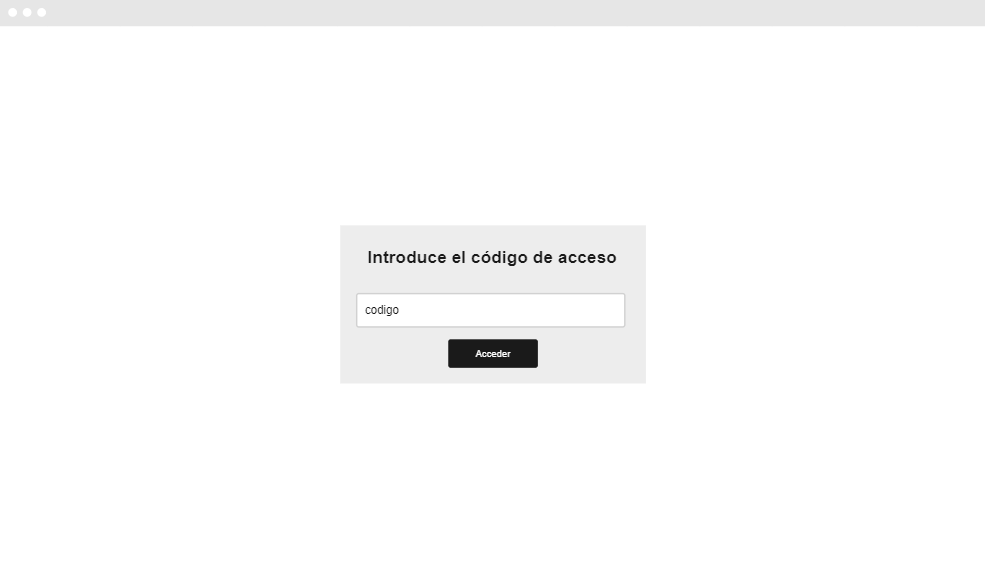 Introduce el código de acceso
codigo
Acceder